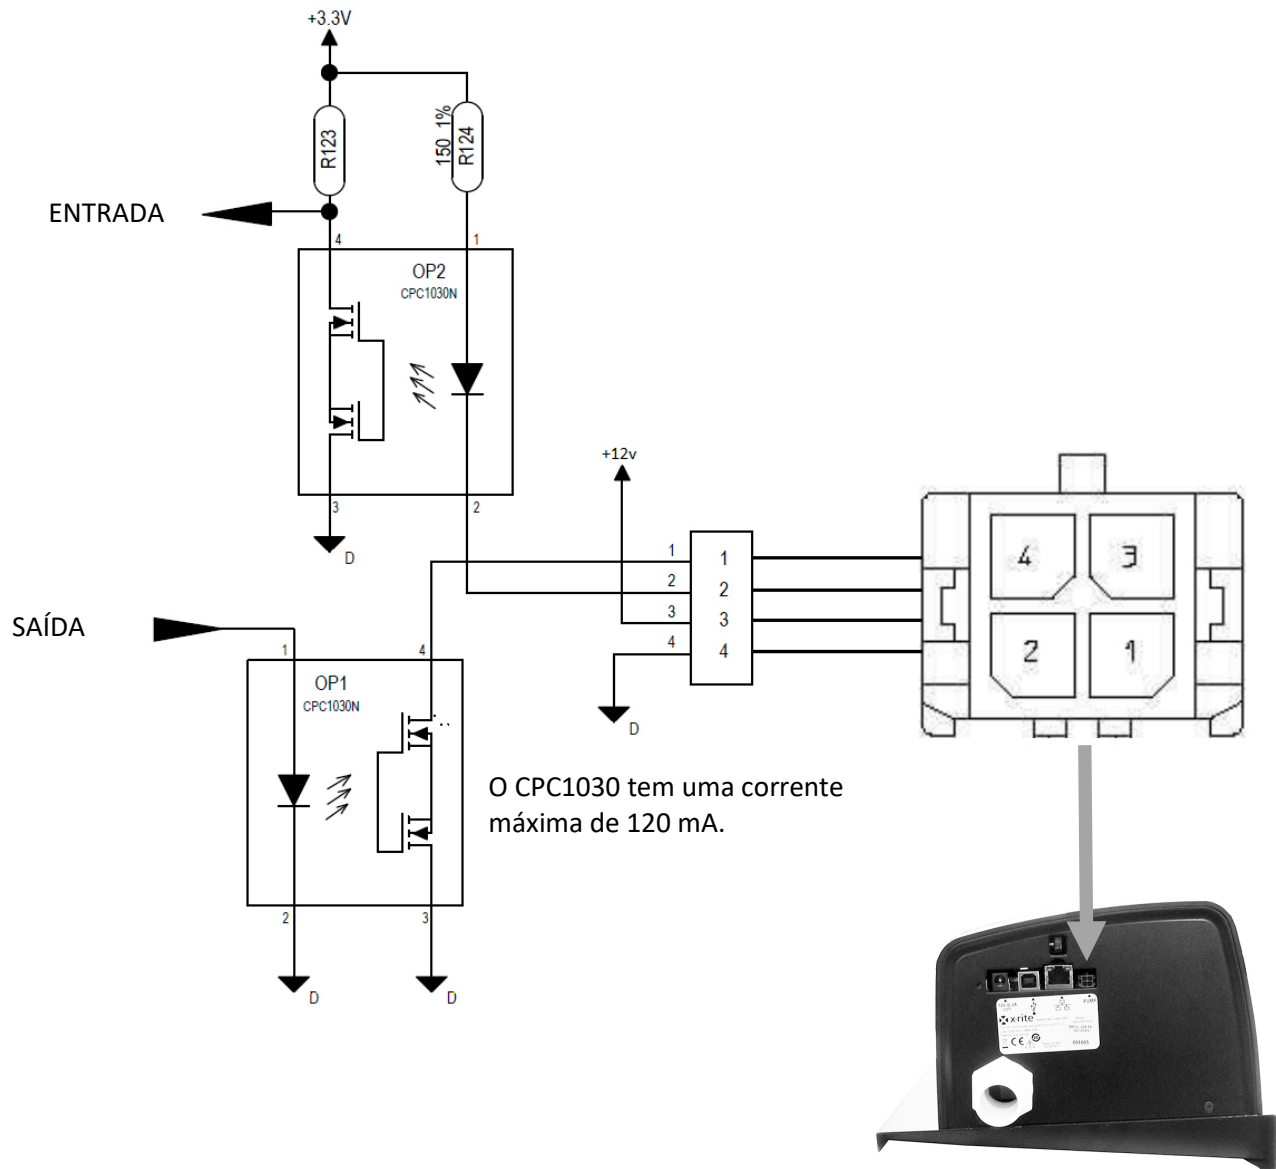 +3.3V
R123
150 1%
R124
ENTRADA
4
1
OP2
CPC1030N
3
2
D
+12v
1
1
2
2
3
3
4
4
D
4
3
2
1
SAÍDA
1
4
OP1
CPC1030N
2
3
D
D
O CPC1030 tem uma corrente
máxima de 120 mA.
PUMP
x·rite
CE